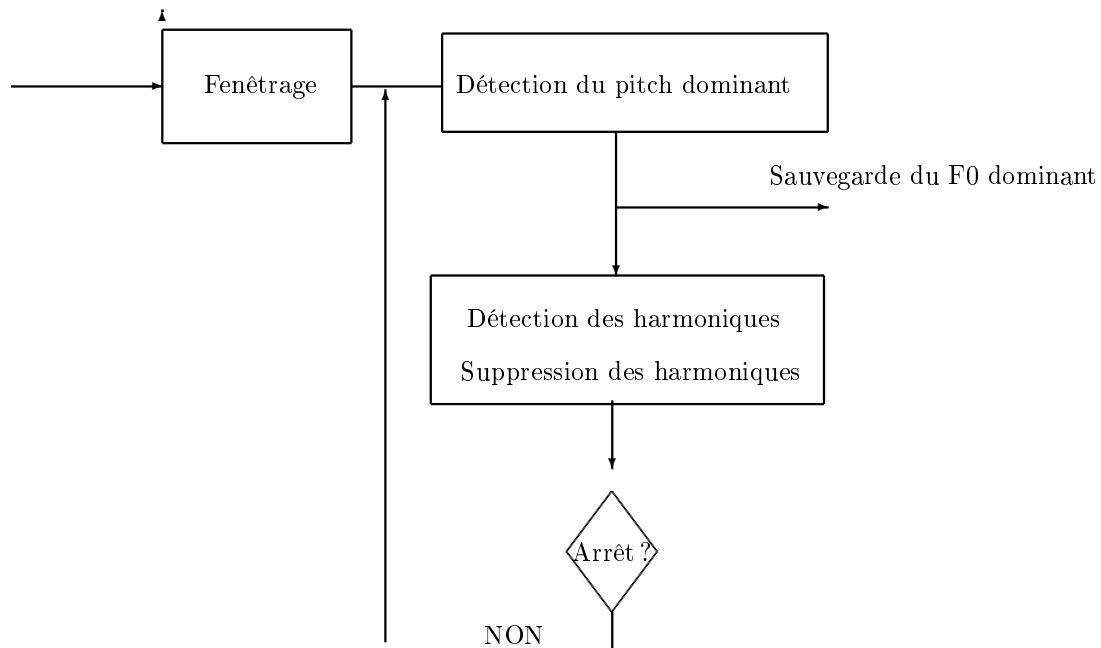 Fenêtrage
Détection du pitch dominant
Sauvegarde du F0 dominant
Détection des harmoniques
Suppression des harmoniques
Arrêt ?
NON